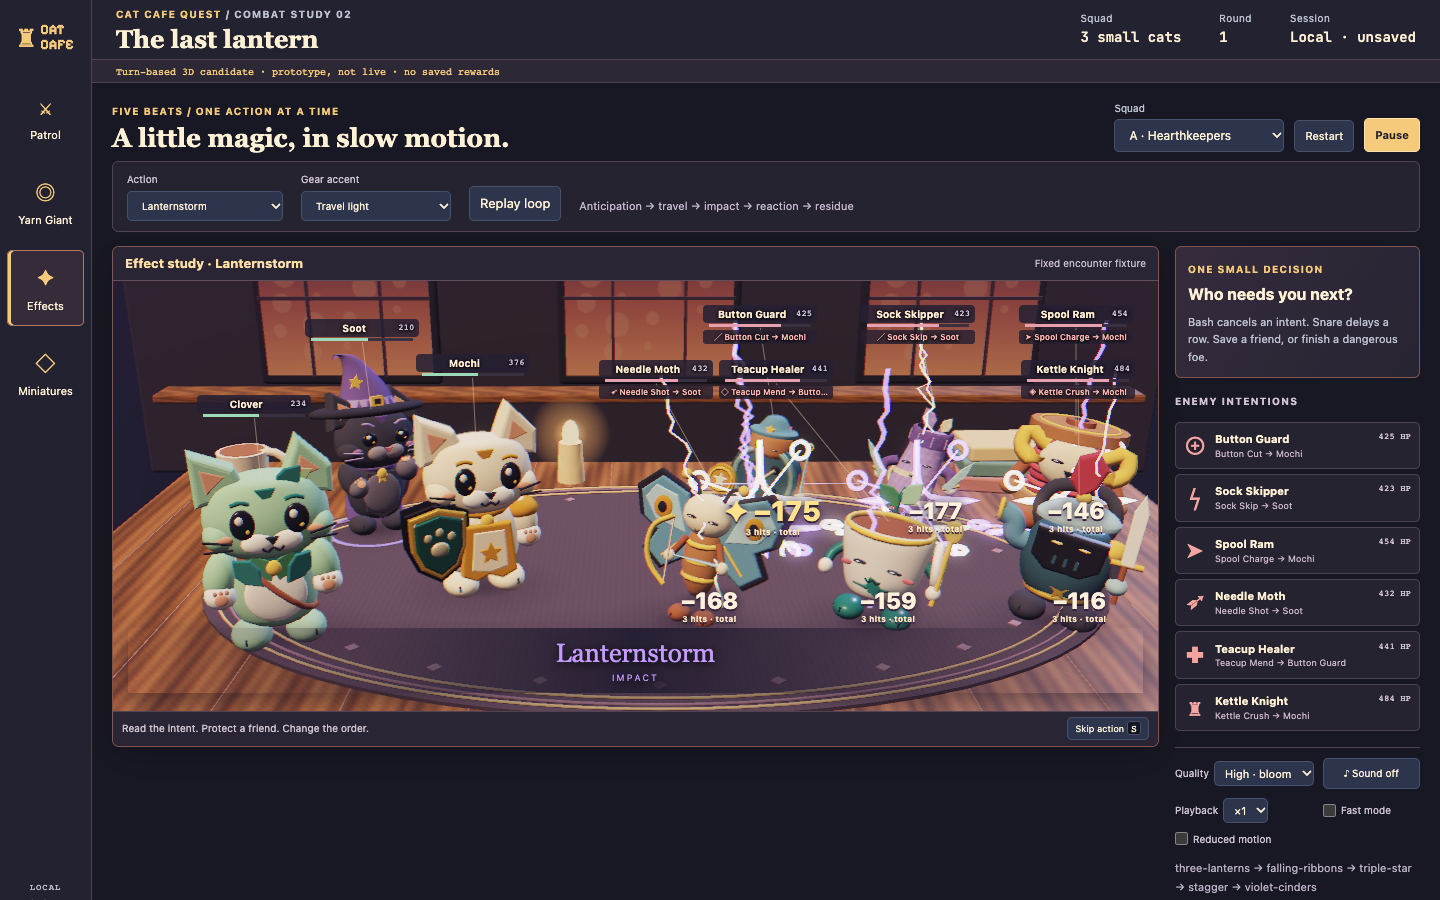 CAT CAFE
CAT CAFE QUEST / COMBAT STUDY 02
The last lantern
Squad
3 small cats
Round
1
Session
Local · unsaved
Turn-based 3D candidate · prototype, not live · no saved rewards
Patrol
Yarn Giant
Effects
Miniatures
LOCAL
FIVE BEATS / ONE ACTION AT A TIME
A little magic, in slow motion.
Squad
A · Hearthkeepers
Restart
Pause
Action
Lanternstorm
Gear accent
Travel light
Replay loop
Anticipation → travel → impact → reaction → residue
Effect study · Lanternstorm
Fixed encounter fixture
Soot 210
Mochi 376
Clover 234
Button Guard 425
Button Cut → Mochi
Sock Skipper 423
Sock Skip → Soot
Spool Ram 454
Spool Charge → Mochi
Needle Moth 432
Needle Shot → Soot
Teacup Healer 441
Teacup Mend → Butto...
Kettle Knight 484
Kettle Crush → Mochi
−175
3 hits · total
−177
3 hits · total
−146
3 hits · total
−168
3 hits · total
−159
3 hits · total
−116
3 hits · total
Lanternstorm
IMPACT
Read the intent. Protect a friend. Change the order.
Skip action S
ONE SMALL DECISION
Who needs you next?
Bash cancels an intent. Snare delays a
row. Save a friend, or finish a dangerous
foe.
ENEMY INTENTIONS
Button Guard 425 HP
Button Cut → Mochi
Sock Skipper 423 HP
Sock Skip → Soot
Spool Ram 454 HP
Spool Charge → Mochi
Needle Moth 432 HP
Needle Shot → Soot
Teacup Healer 441 HP
Teacup Mend → Button Guard
Kettle Knight 484 HP
Kettle Crush → Mochi
Quality High · bloom
♪ Sound off
Playback ×1
Fast mode
Reduced motion
three-lanterns → falling-ribbons → triple-star
→ stagger → violet-cinders